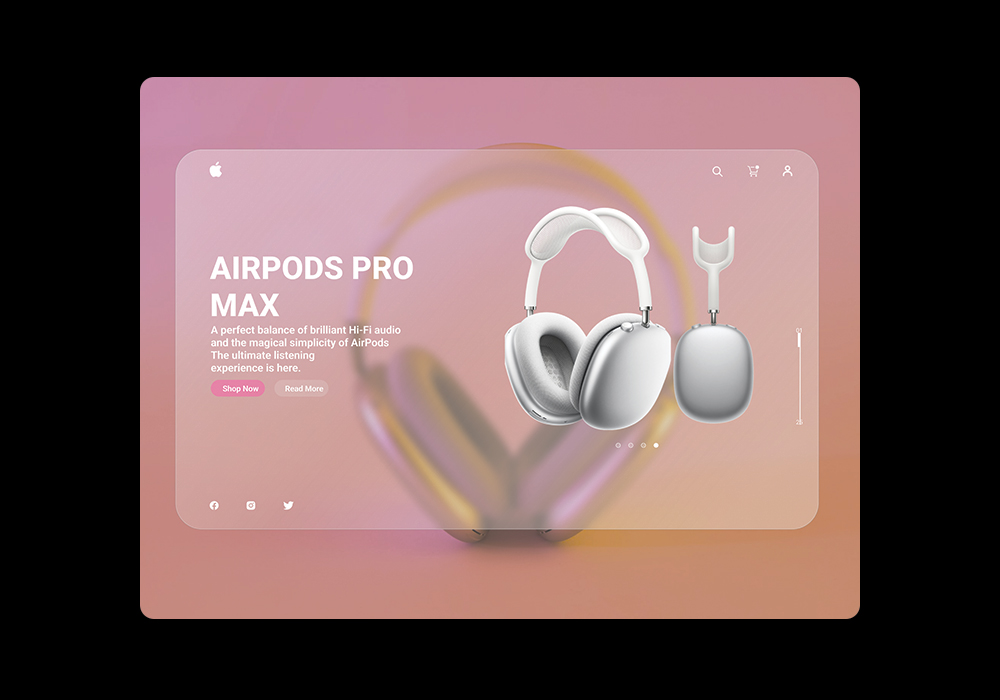 AIRPODS PRO
MAX
A perfect balance of brilliant Hi-Fi audio
and the magical simplicity of AirPods
The ultimate listening
experience is here.
Shop Now
Read More
01